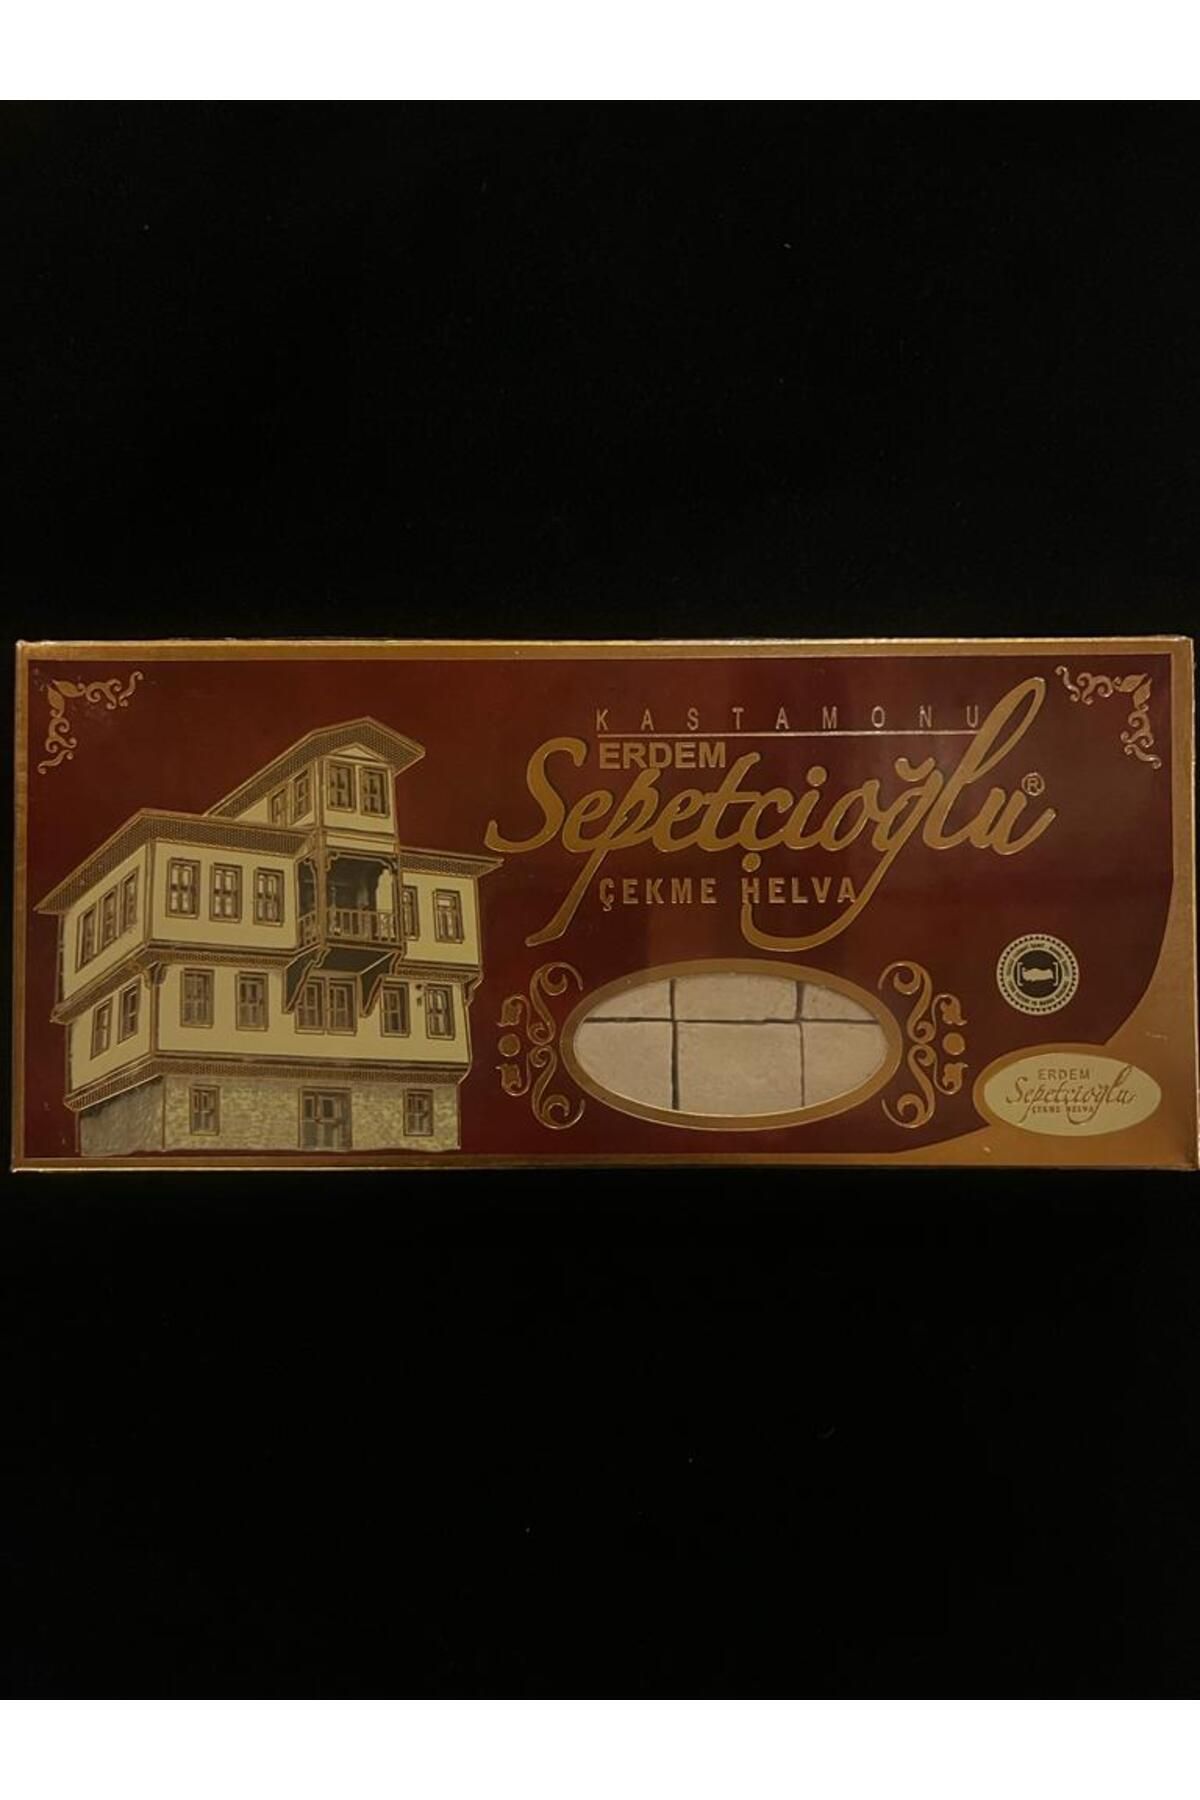 KASTAMONU
ERDEM
Sepetçioğlu®
ÇEKME HELVA
ERDEM
Sepetçioğlu
ÇEKME HELVA